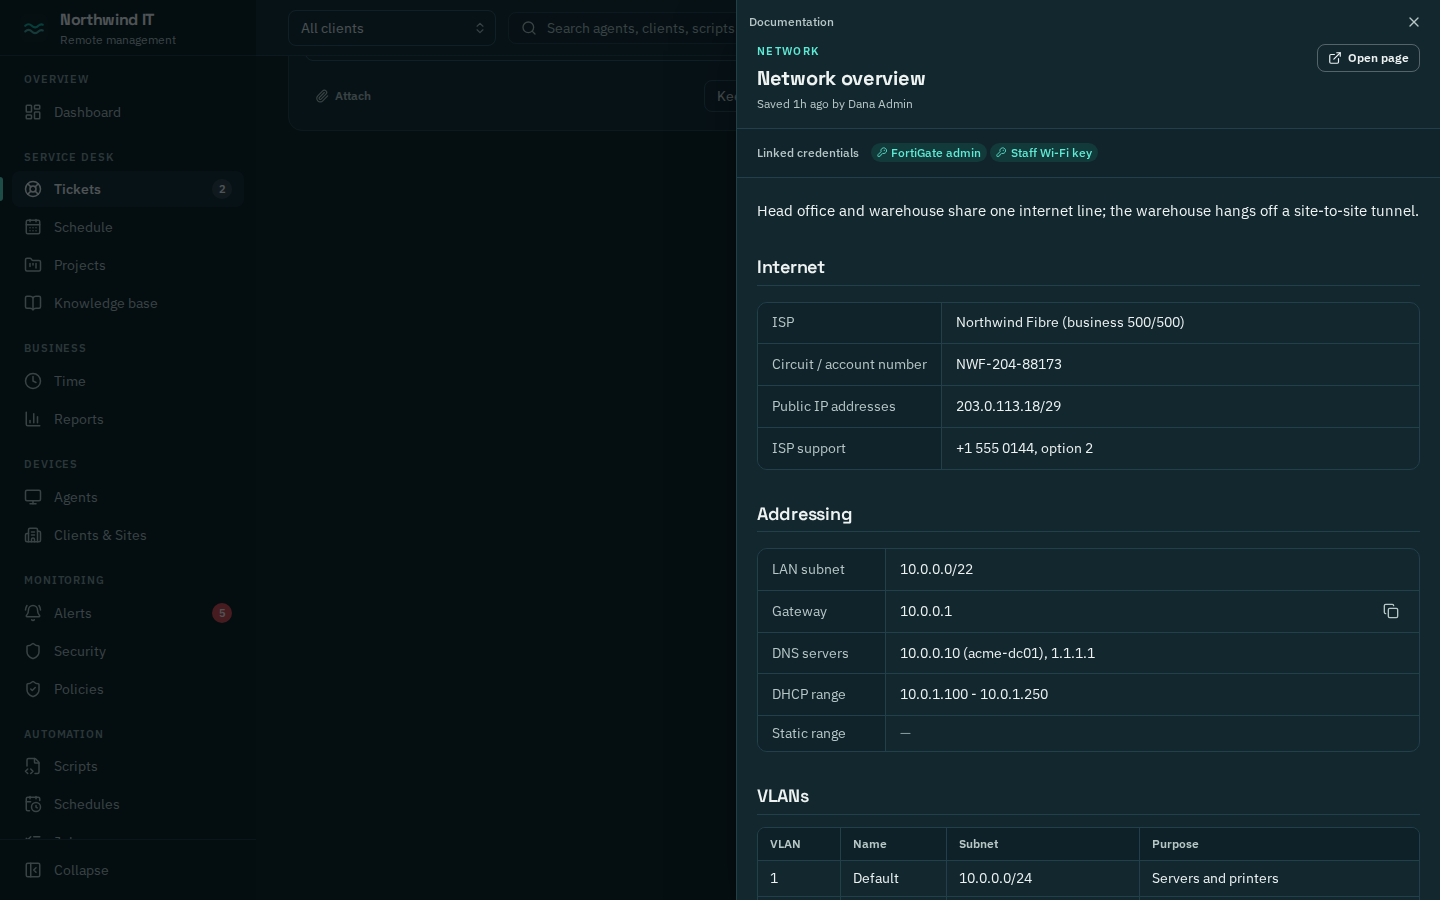 Northwind IT
Remote management
OVERVIEW
Dashboard
SERVICE DESK
Tickets 2
Schedule
Projects
Knowledge base
BUSINESS
Time
Reports
DEVICES
Agents
Clients & Sites
MONITORING
Alerts 5
Security
Policies
AUTOMATION
Scripts
Schedules
Collapse
All clients
Search agents, clients, scripts
Attach
Documentation
NETWORK
Network overview
Saved 1h ago by Dana Admin
Open page
Linked credentials FortiGate admin Staff Wi-Fi key
Head office and warehouse share one internet line; the warehouse hangs off a site-to-site tunnel.
Internet
ISP Northwind Fibre (business 500/500)
Circuit / account number NWF-204-88173
Public IP addresses 203.0.113.18/29
ISP support +1 555 0144, option 2
Addressing
LAN subnet 10.0.0.0/22
Gateway 10.0.0.1
DNS servers 10.0.0.10 (acme-dc01), 1.1.1.1
DHCP range 10.0.1.100 - 10.0.1.250
Static range —
VLANs
VLAN Name Subnet Purpose
1 Default 10.0.0.0/24 Servers and printers